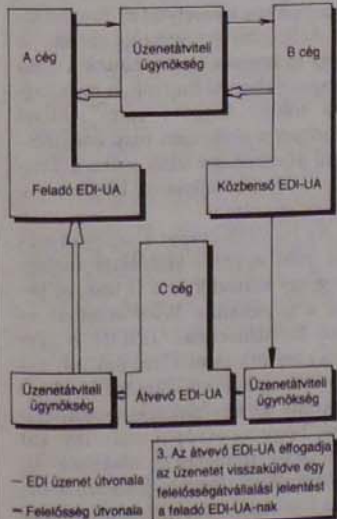 A cég
Üzenetátviteli
ügynökség
B cég
Feladó EDI-UA
Közbenső EDI-UA
C cég
Üzenetátviteli
ügynökség
Átvevő EDI-UA
Üzenetátviteli
ügynökség
— EDI üzenet útvonala
═ Felelősség útvonala
3. Az átvevő EDI-UA elfogadja
az üzenetet visszaküldve egy
felelősségátvállalási jelentést
a feladó EDI-UA-nak